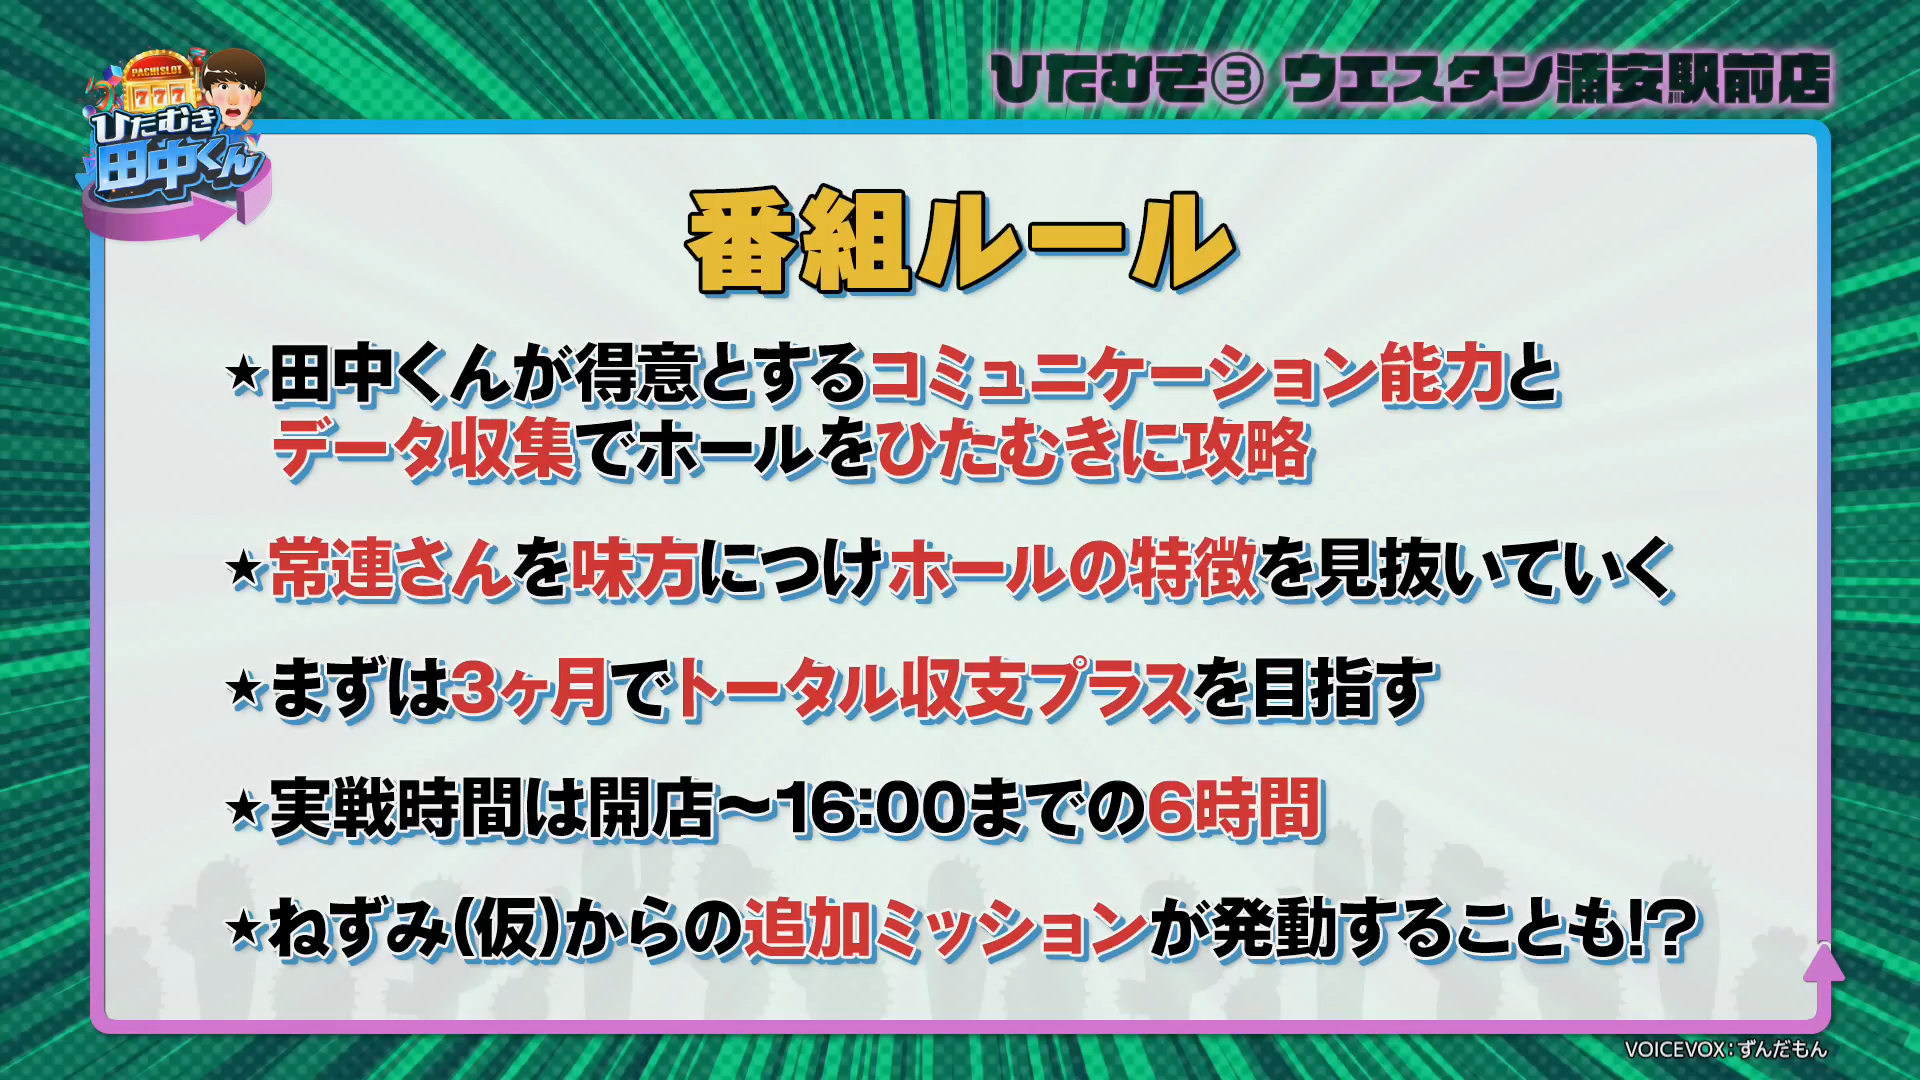 ひたむき③ ウエスタン浦安駅前店
PACHISLOT
777
ひたむき
田中くん
番組ルール
★田中くんが得意とするコミュニケーション能力と
データ収集でホールをひたむきに攻略
★常連さんを味方につけホールの特徴を見抜いていく
★まずは3ヶ月でトータル収支プラスを目指す
★実戦時間は開店～16:00までの6時間
★ねずみ(仮)からの追加ミッションが発動することも!?
VOICEVOX:ずんだもん